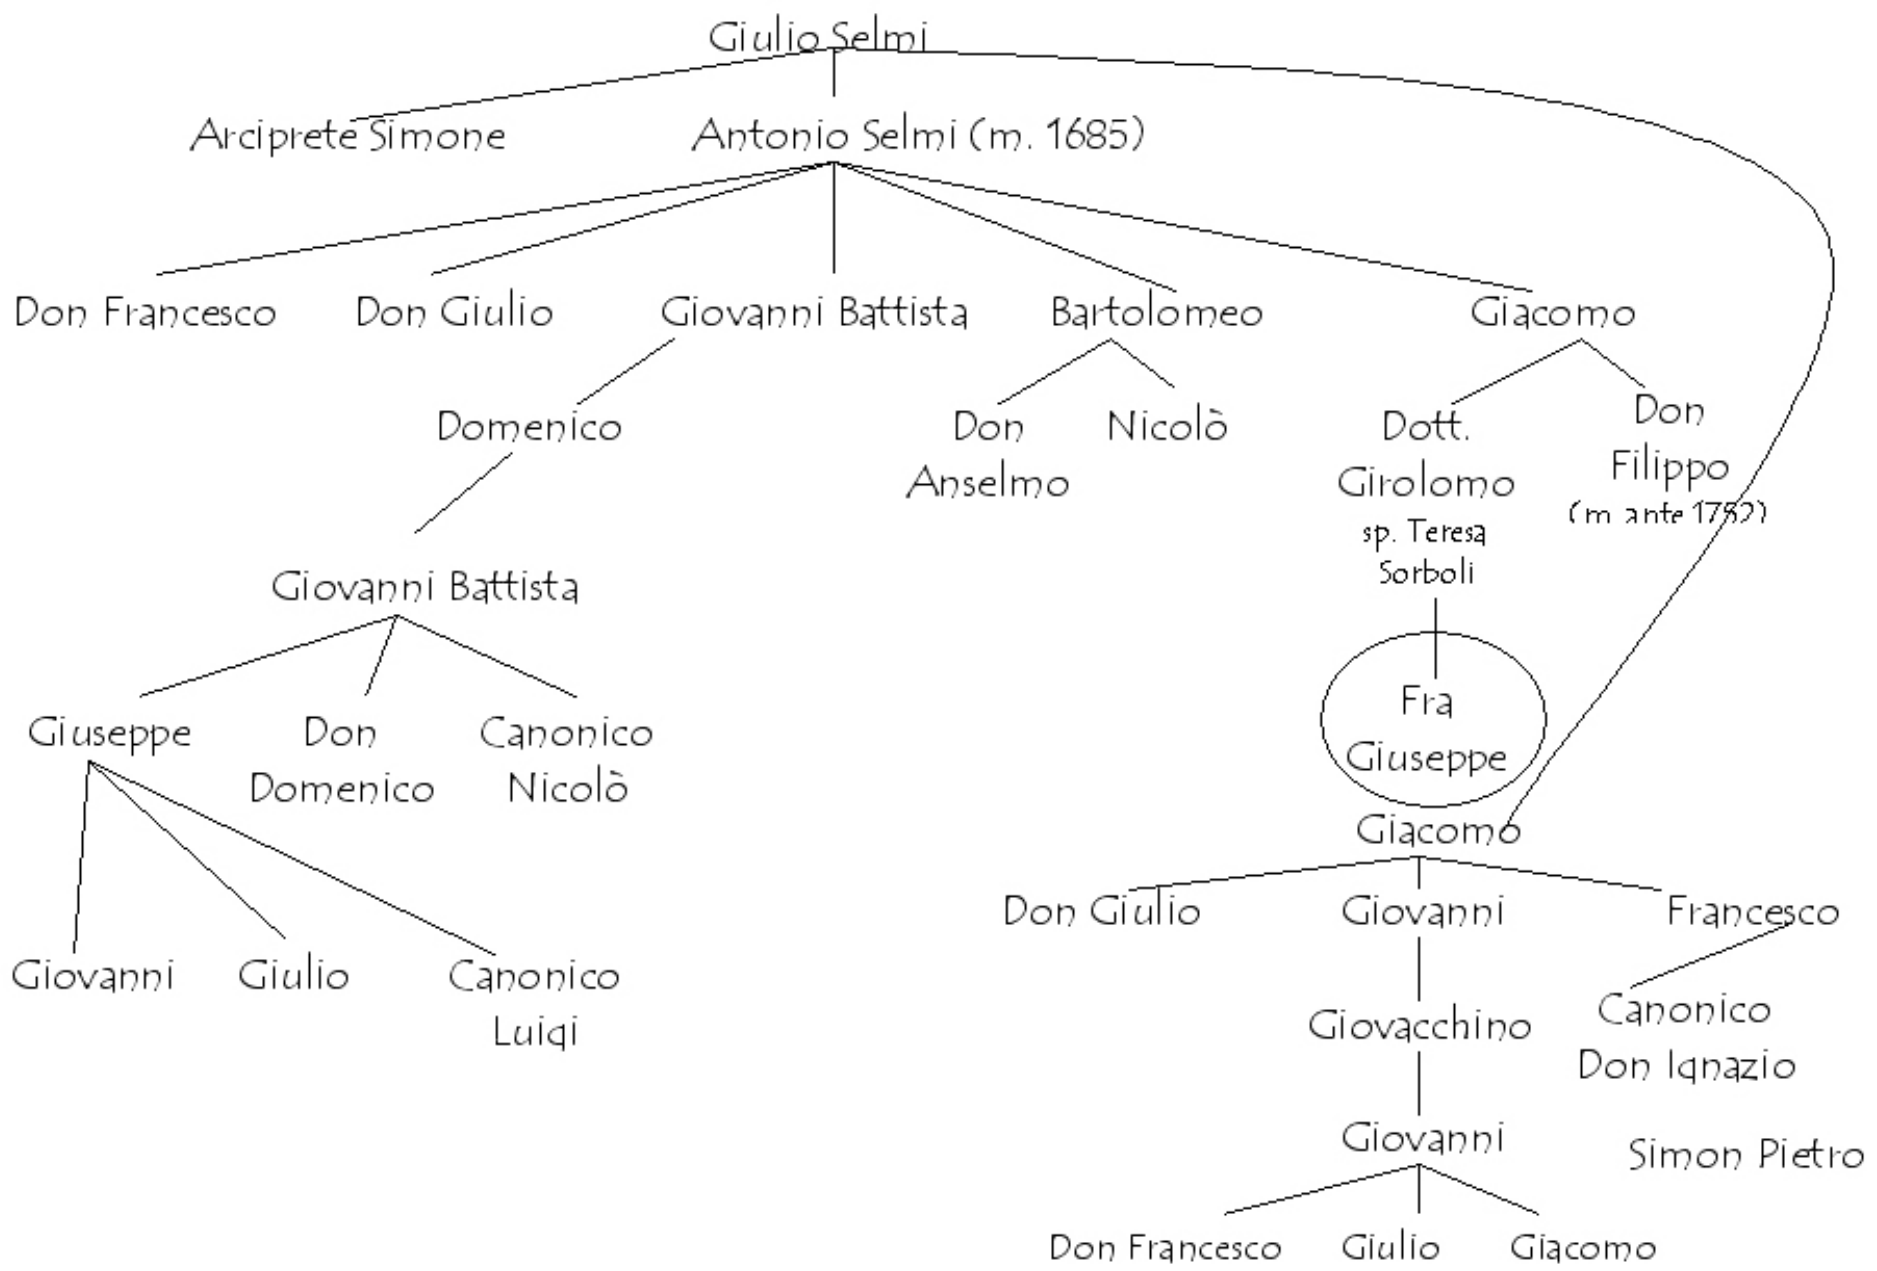 Giulio Selmi
Arciprete Simone
Antonio Selmi (m. 1685)
Don Francesco
Don Giulio
Giovanni Battista
Bartolomeo
Giacomo
Domenico
Don
Anselmo
Nicolò
Dott.
Girolomo
sp. Teresa
Sorboli
Don
Filippo
(m ante 1752)
Giovanni Battista
Fra
Giuseppe
Giuseppe
Don
Domenico
Canonico
Nicolò
Giacomo
Don Giulio
Giovanni
Francesco
Giovanni
Giulio
Canonico
Luigi
Giovacchino
Canonico
Don Ignazio
Giovanni
Simon Pietro
Don Francesco
Giulio
Giacomo